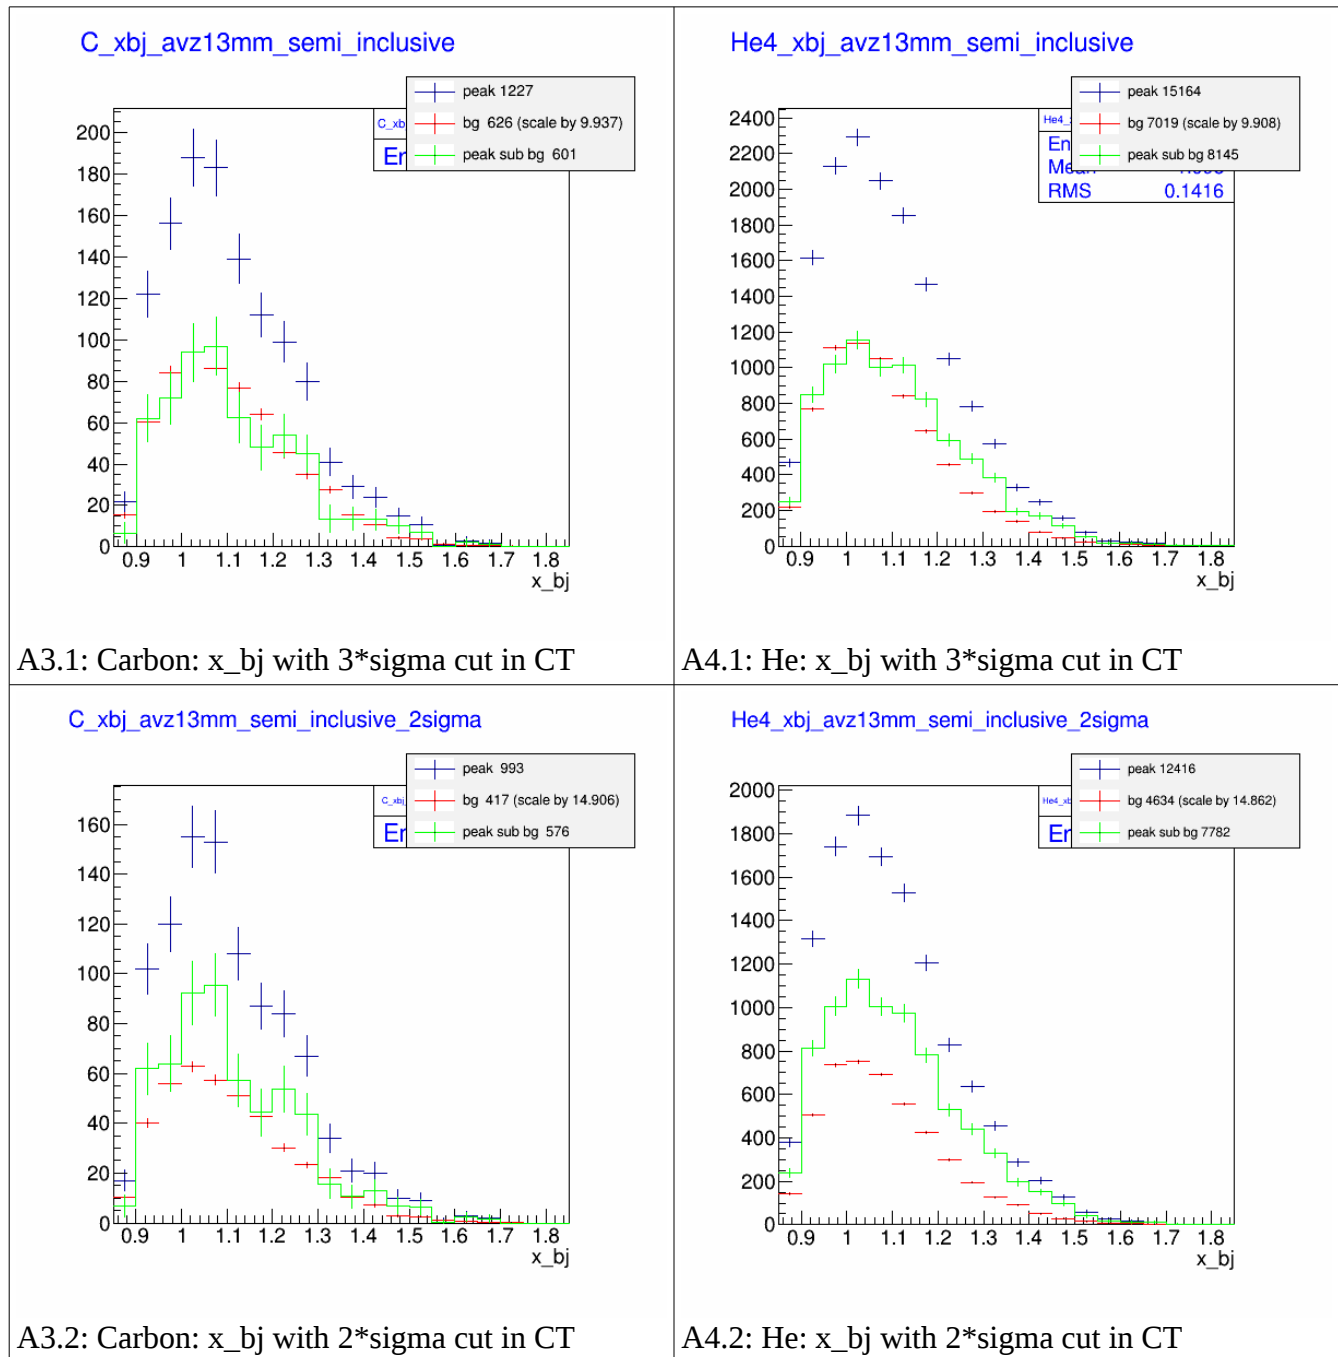 C_xbj_avz13mm_semi_inclusive
peak 1227
bg 626 (scale by 9.937)
peak sub bg 601
C_xb
Er
200
180
160
140
120
100
80
60
40
20
0
0.9 1 1.1 1.2 1.3 1.4 1.5 1.6 1.7 1.8
x_bj
A3.1: Carbon: x_bj with 3*sigma cut in CT
He4_xbj_avz13mm_semi_inclusive
peak 15164
bg 7019 (scale by 9.908)
peak sub bg 8145
He4_x
En
RMS 0.1416
2400
2200
2000
1800
1600
1400
1200
1000
800
600
400
200
0
0.9 1 1.1 1.2 1.3 1.4 1.5 1.6 1.7 1.8
x_bj
A4.1: He: x_bj with 3*sigma cut in CT
C_xbj_avz13mm_semi_inclusive_2sigma
peak 993
bg 417 (scale by 14.906)
peak sub bg 576
C_xbj
Er
160
140
120
100
80
60
40
20
0
0.9 1 1.1 1.2 1.3 1.4 1.5 1.6 1.7 1.8
x_bj
A3.2: Carbon: x_bj with 2*sigma cut in CT
He4_xbj_avz13mm_semi_inclusive_2sigma
peak 12416
bg 4634 (scale by 14.862)
peak sub bg 7782
He4_xb
Er
2000
1800
1600
1400
1200
1000
800
600
400
200
0
0.9 1 1.1 1.2 1.3 1.4 1.5 1.6 1.7 1.8
x_bj
A4.2: He: x_bj with 2*sigma cut in CT